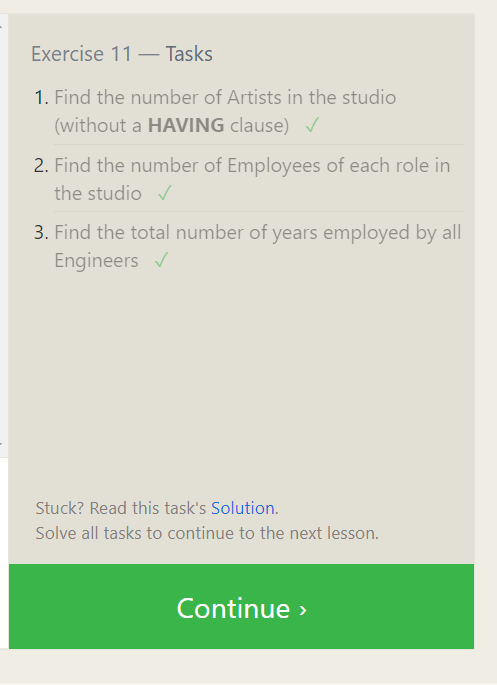 Exercise 11 — Tasks
1. Find the number of Artists in the studio
(without a HAVING clause) ✓
2. Find the number of Employees of each role in
the studio ✓
3. Find the total number of years employed by all
Engineers ✓
Stuck? Read this task's Solution.
Solve all tasks to continue to the next lesson.
Continue ›